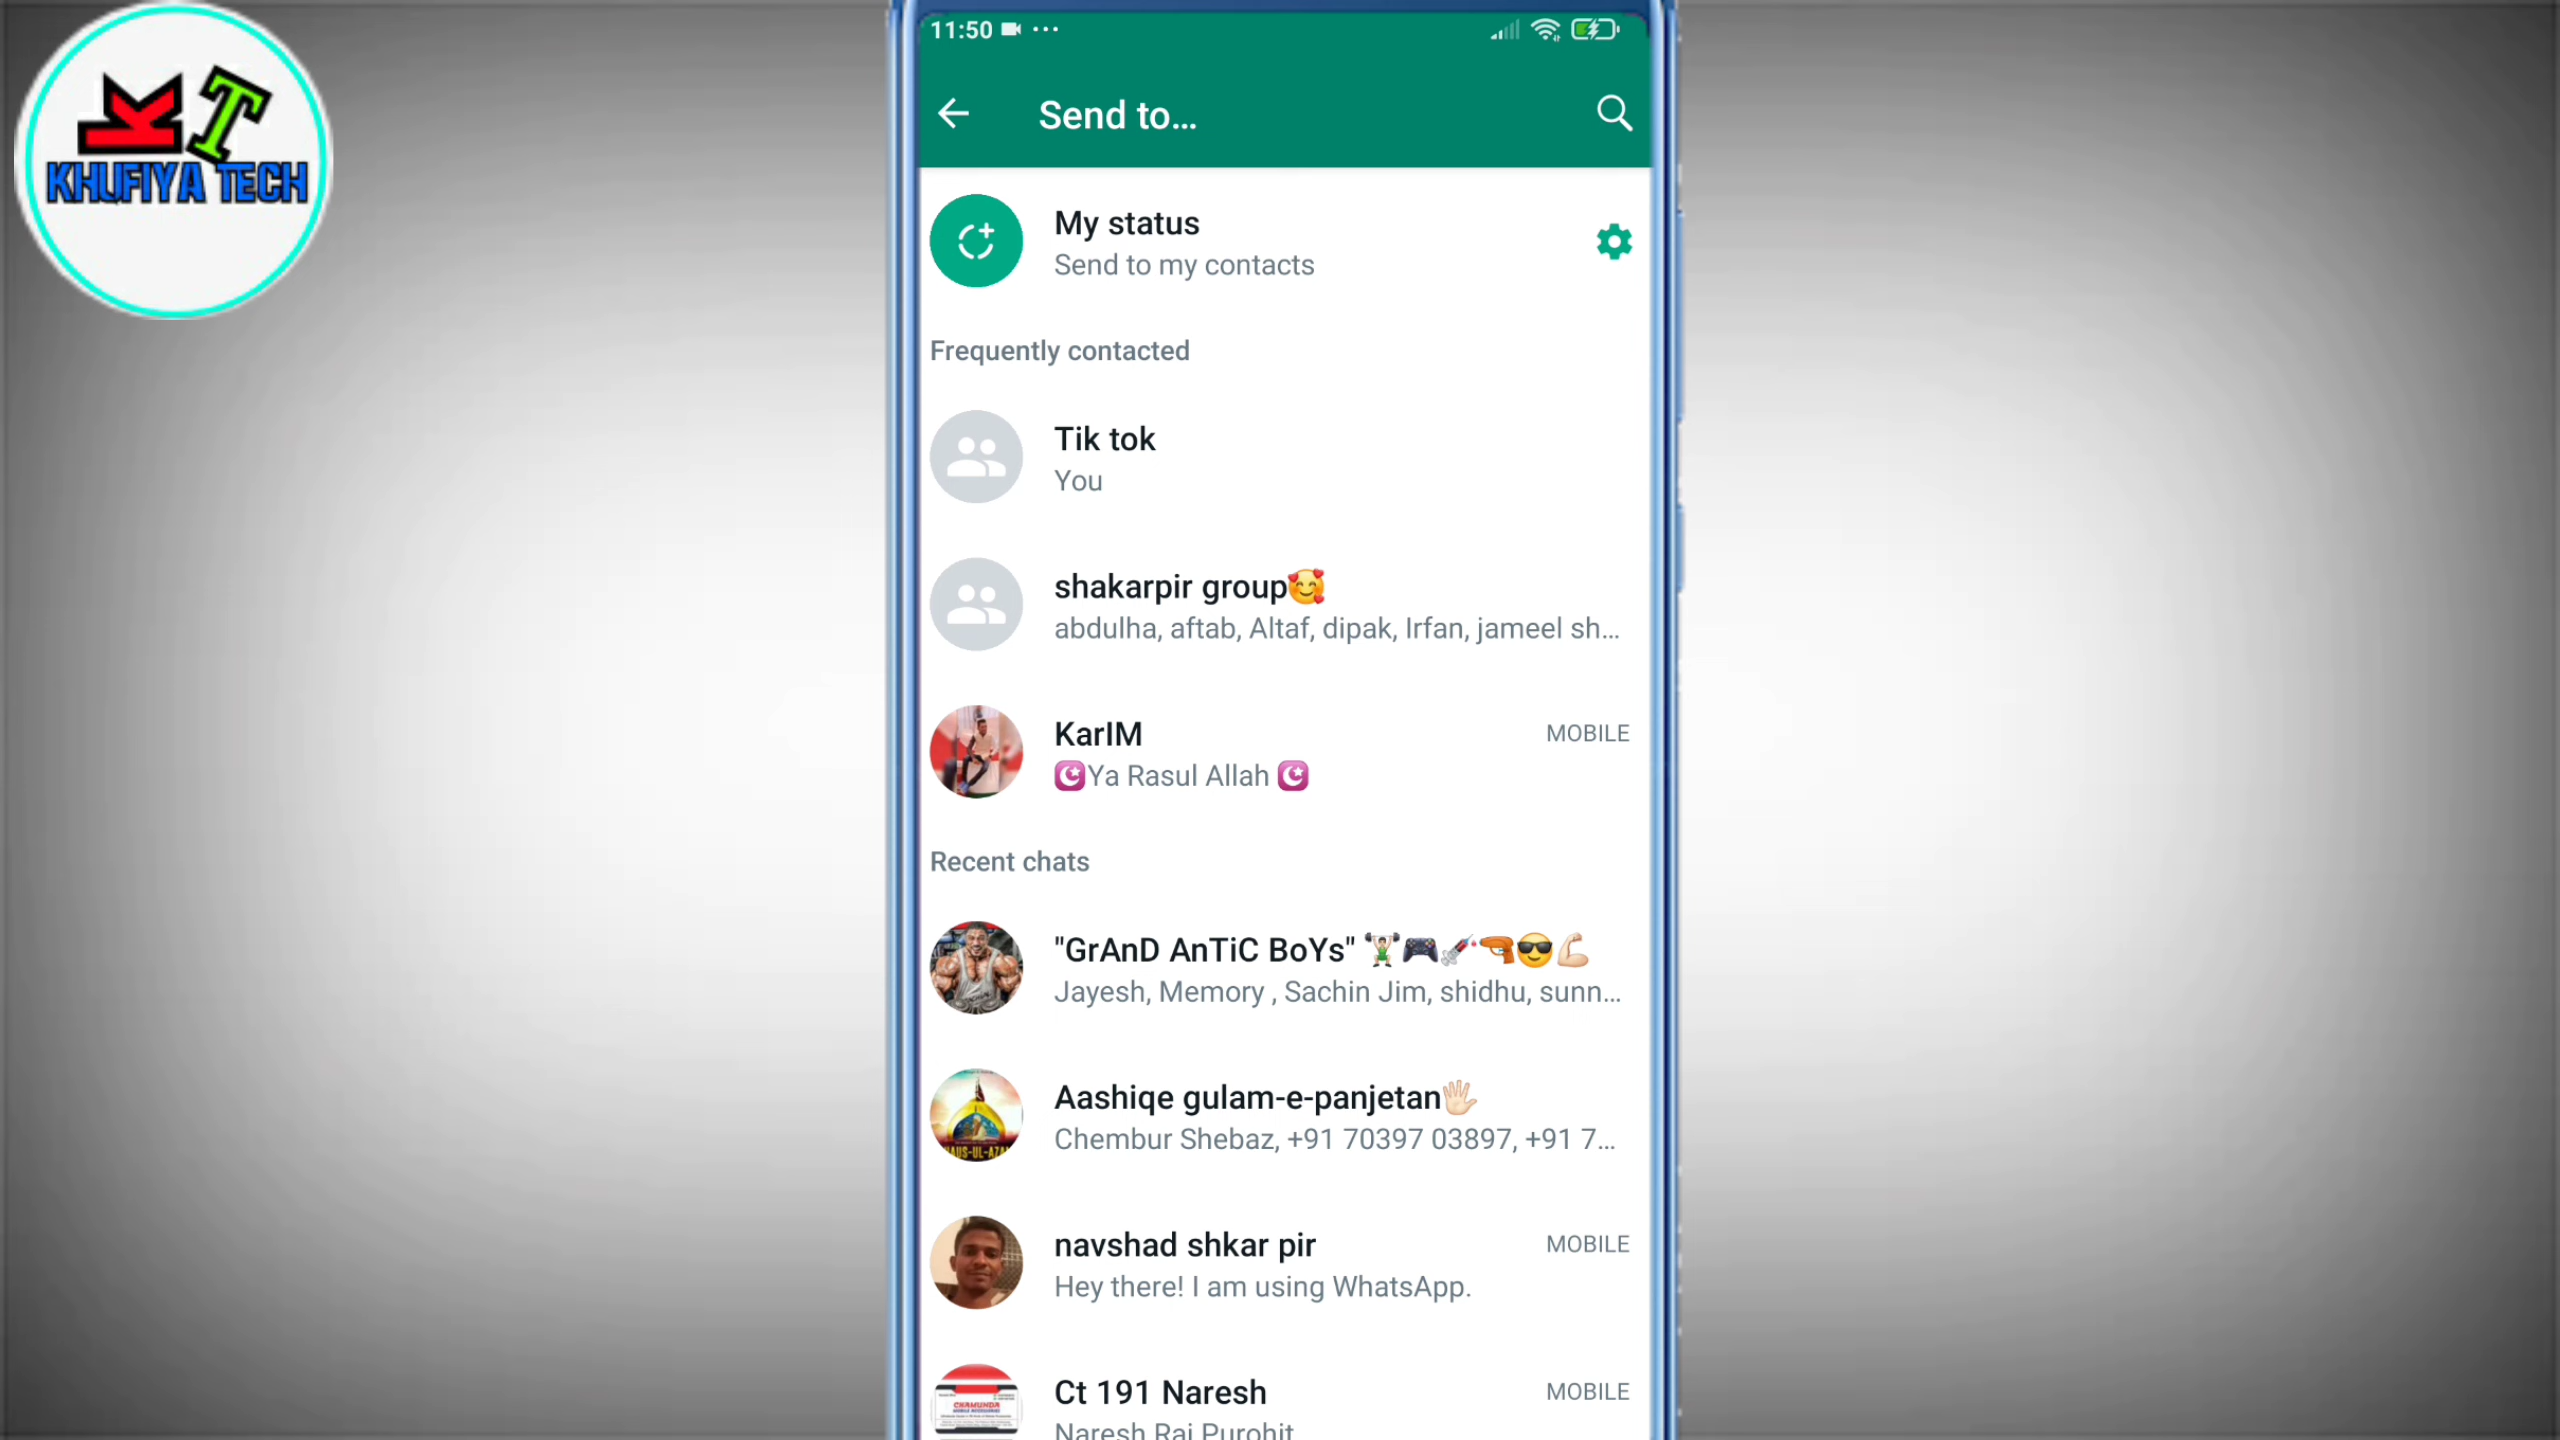 KT
KHUFIYA TECH
11:50
Send to...
My status
Send to my contacts
Frequently contacted
Tik tok
You
shakarpir group🥰
abdulha, aftab, Altaf, dipak, Irfan, jameel sh...
KarIM
MOBILE
☪️Ya Rasul Allah ☪️
Recent chats
"GrAnD AnTiC BoYs" 🏋🏻🎮💉🔫😎💪🏻
Jayesh, Memory , Sachin Jim, shidhu, sunn...
Aashiqe gulam-e-panjetan🖐🏻
Chembur Shebaz, +91 70397 03897, +91 7...
navshad shkar pir
MOBILE
Hey there! I am using WhatsApp.
Ct 191 Naresh
MOBILE
Naresh Raj Purohit
CHAMUNDA